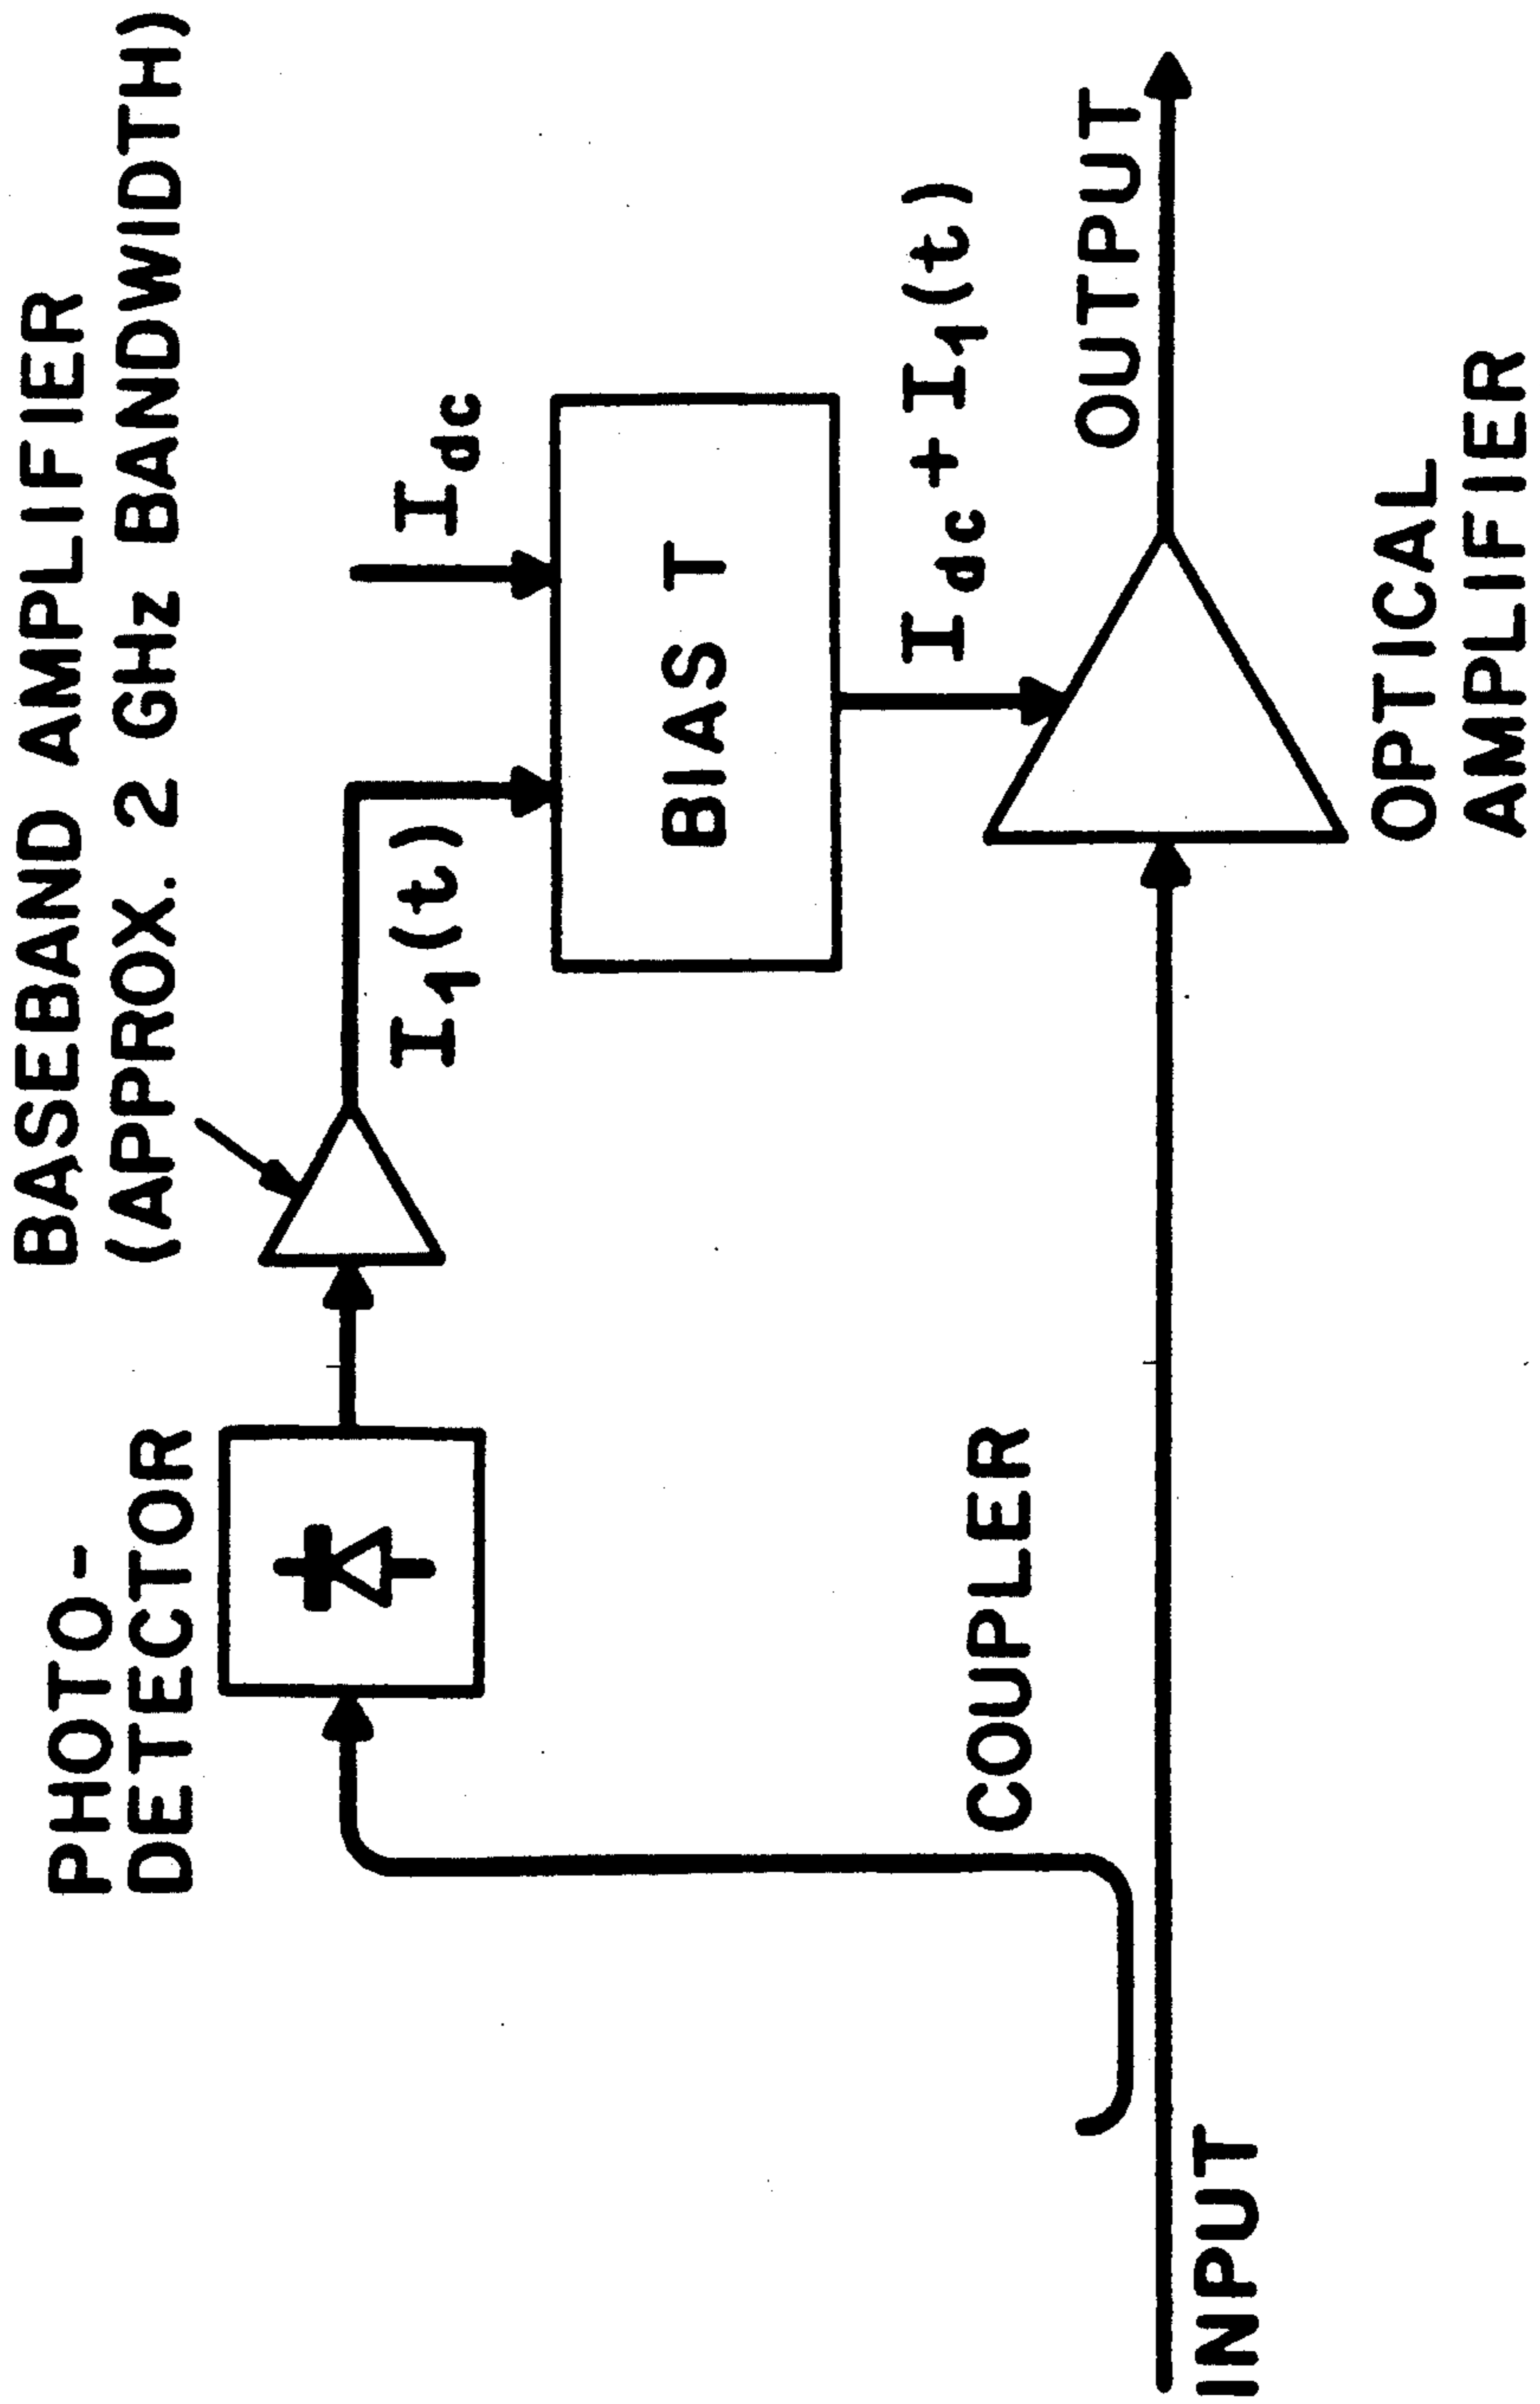 BASEBAND AMPLIFIER
(APPROX. 2 GHz BANDWIDTH)
PHOTO-
DETECTOR
I1(t)
Idc
BIAS T
Idc + I1(t)
COUPLER
OUTPUT
INPUT
OPTICAL
AMPLIFIER